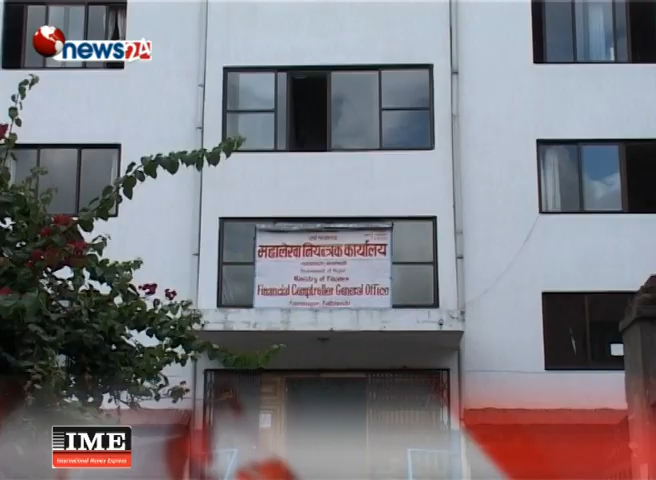 news24
महालेखा नियन्त्रक कार्यालय
Government of Nepal
Ministry of Finance
Financial Comptroller General Office
IME
International Money Express